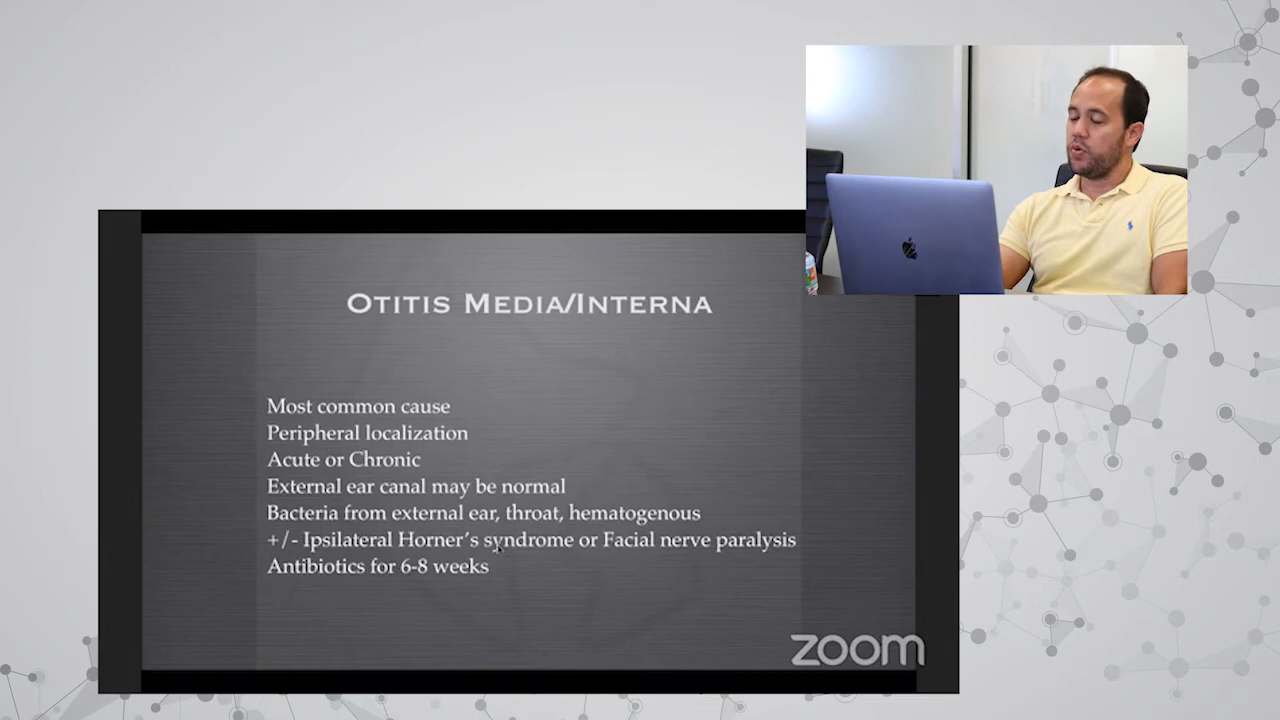 Otitis Media/Interna
Most common cause
Peripheral localization
Acute or Chronic
External ear canal may be normal
Bacteria from external ear, throat, hematogenous
+/- Ipsilateral Horner's syndrome or Facial nerve paralysis
Antibiotics for 6-8 weeks
zoom